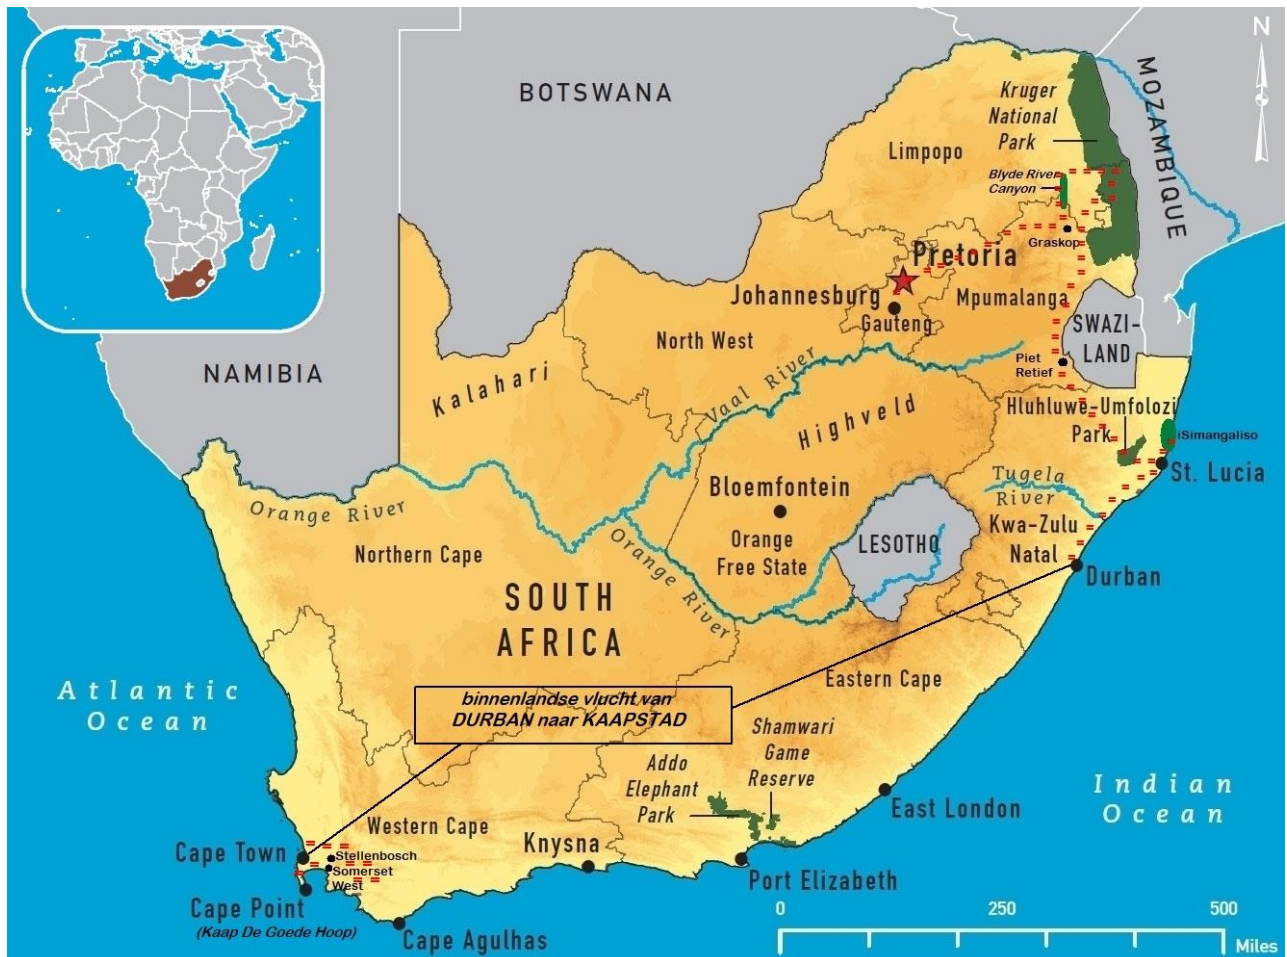 N
BOTSWANA
MOZAMBIQUE
Kruger
National
Park
Limpopo
Blyde River
Canyon
Graskop
Pretoria
Johannesburg
Mpumalanga
Gauteng
North West
SWAZI-
LAND
NAMIBIA
Kalahari
Vaal River
Piet
Retief
Highveld
Hluhluwe-Umfolozi
Park
iSimangaliso
St. Lucia
Tugela
River
Bloemfontein
Orange River
Kwa-Zulu
Natal
Orange
Free State
LESOTHO
Northern Cape
Orange River
Durban
SOUTH
AFRICA
Atlantic
Ocean
Eastern Cape
binnenlandse vlucht van
DURBAN naar KAAPSTAD
Shamwari
Game
Reserve
Addo
Elephant
Park
Indian
Ocean
East London
Western Cape
Knysna
Cape Town
Stellenbosch
Somerset
West
Port Elizabeth
Cape Point
(Kaap De Goede Hoop)
Cape Agulhas
0 250 500
Miles